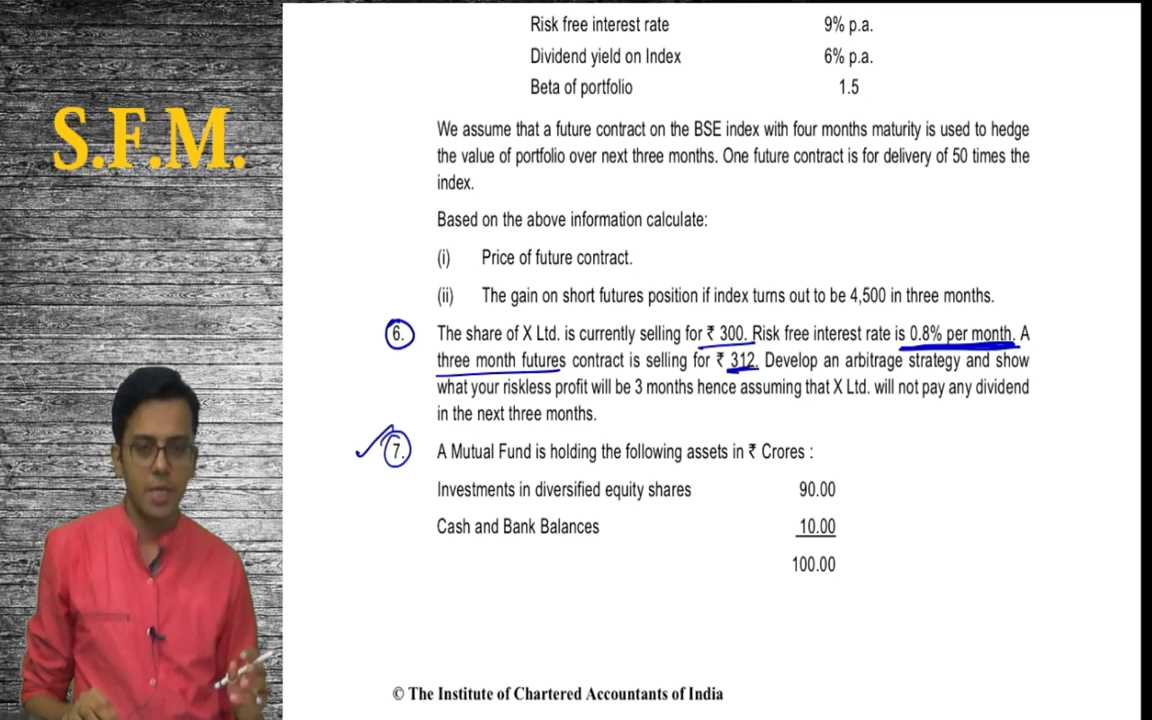 Risk free interest rate 9% p.a.
Dividend yield on Index 6% p.a.
Beta of portfolio 1.5
S.F.M.
We assume that a future contract on the BSE index with four months maturity is used to hedge
the value of portfolio over next three months. One future contract is for delivery of 50 times the
index.
Based on the above information calculate:
(i) Price of future contract.
(ii) The gain on short futures position if index turns out to be 4,500 in three months.
6. The share of X Ltd. is currently selling for ₹ 300. Risk free interest rate is 0.8% per month. A
three month futures contract is selling for ₹ 312. Develop an arbitrage strategy and show
what your riskless profit will be 3 months hence assuming that X Ltd. will not pay any dividend
in the next three months.
7. A Mutual Fund is holding the following assets in ₹ Crores :
Investments in diversified equity shares 90.00
Cash and Bank Balances 10.00
100.00
© The Institute of Chartered Accountants of India